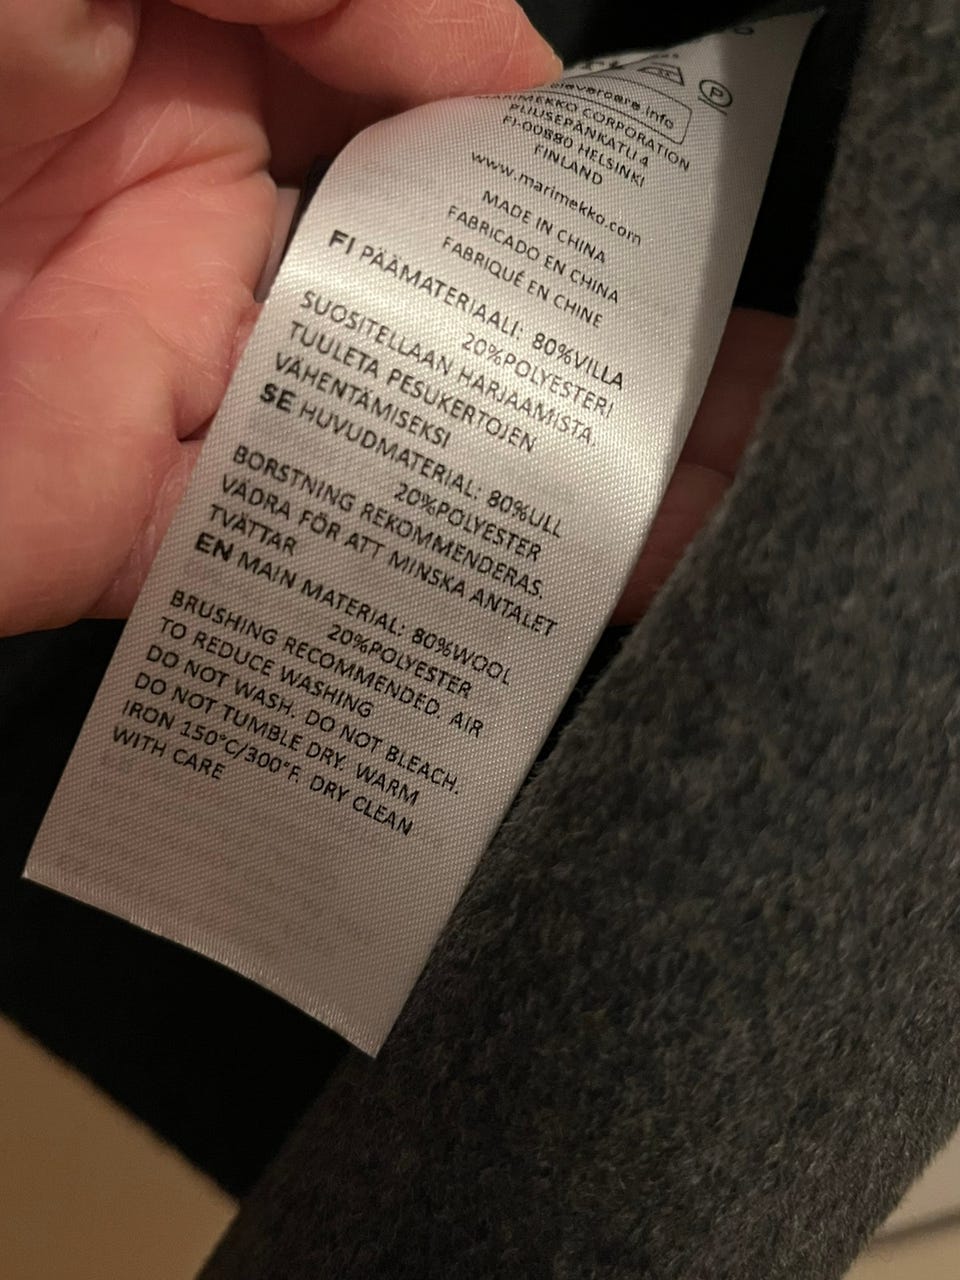 P
clevercare.info
MARIMEKKO CORPORATION
PUUSEPÄNKATU 4
FI-00880 HELSINKI
FINLAND
www.marimekko.com
MADE IN CHINA
FABRICADO EN CHINA
FABRIQUÉ EN CHINE
FI PÄÄMATERIAALI: 80%VILLA
20%POLYESTERI
SUOSITELLAAN HARJAAMISTA.
TUULETA PESUKERTOJEN
VÄHENTÄMISEKSI
SE HUVUDMATERIAL: 80%ULL
20%POLYESTER
BORSTNING REKOMMENDERAS.
VÄDRA FÖR ATT MINSKA ANTALET
TVÄTTAR
EN MAIN MATERIAL: 80%WOOL
20%POLYESTER
BRUSHING RECOMMENDED. AIR
TO REDUCE WASHING
DO NOT WASH. DO NOT BLEACH.
DO NOT TUMBLE DRY. WARM
IRON 150°C/300°F. DRY CLEAN
WITH CARE